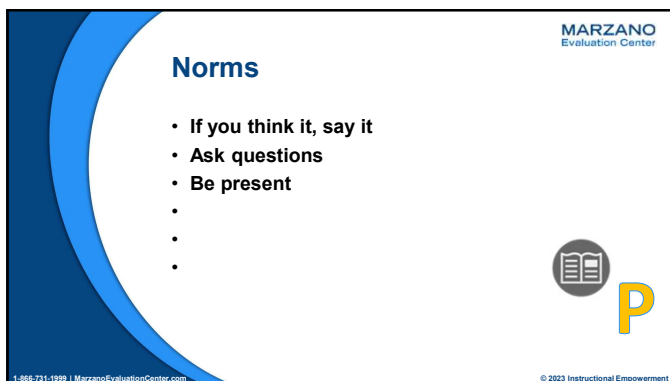 MARZANO
Evaluation Center
Norms
• If you think it, say it
• Ask questions
• Be present
•
•
•
P
1-866-731-1999 | MarzanoEvaluationCenter.com
© 2023 Instructional Empowerment